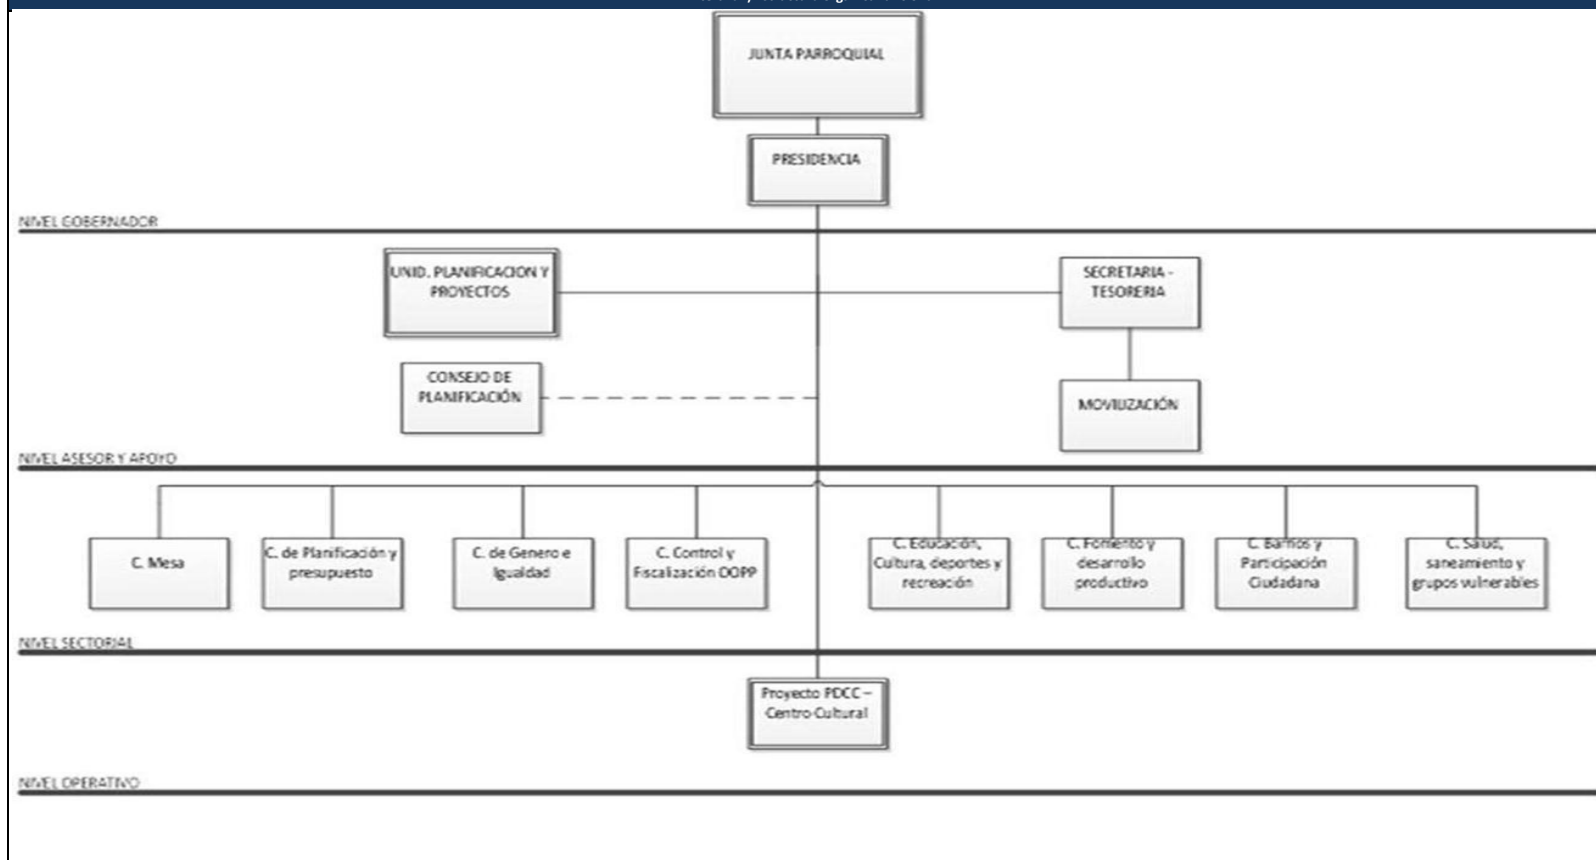 JUNTA PARROQUIAL
PRESIDENCIA
NIVEL GOBERNADOR
UNID. PLANIFICACION Y
PROYECTOS
SECRETARIA -
TESORERIA
CONSEJO DE
PLANIFICACIÓN
MOVILIZACIÓN
NIVEL ASESOR Y APOYO
C. Mesa
C. de Planificación y
presupuesto
C. de Genero e
Igualdad
C. Control y
Fiscalización OOPP
C. Educación,
Cultura, deportes y
recreación
C. Fomento y
desarrollo
productivo
C. Barrios y
Participación
Ciudadana
C. Salud,
saneamiento y
grupos vulnerables
NIVEL SECTORIAL
Proyecto PDCC –
Centro Cultural
NIVEL OPERATIVO